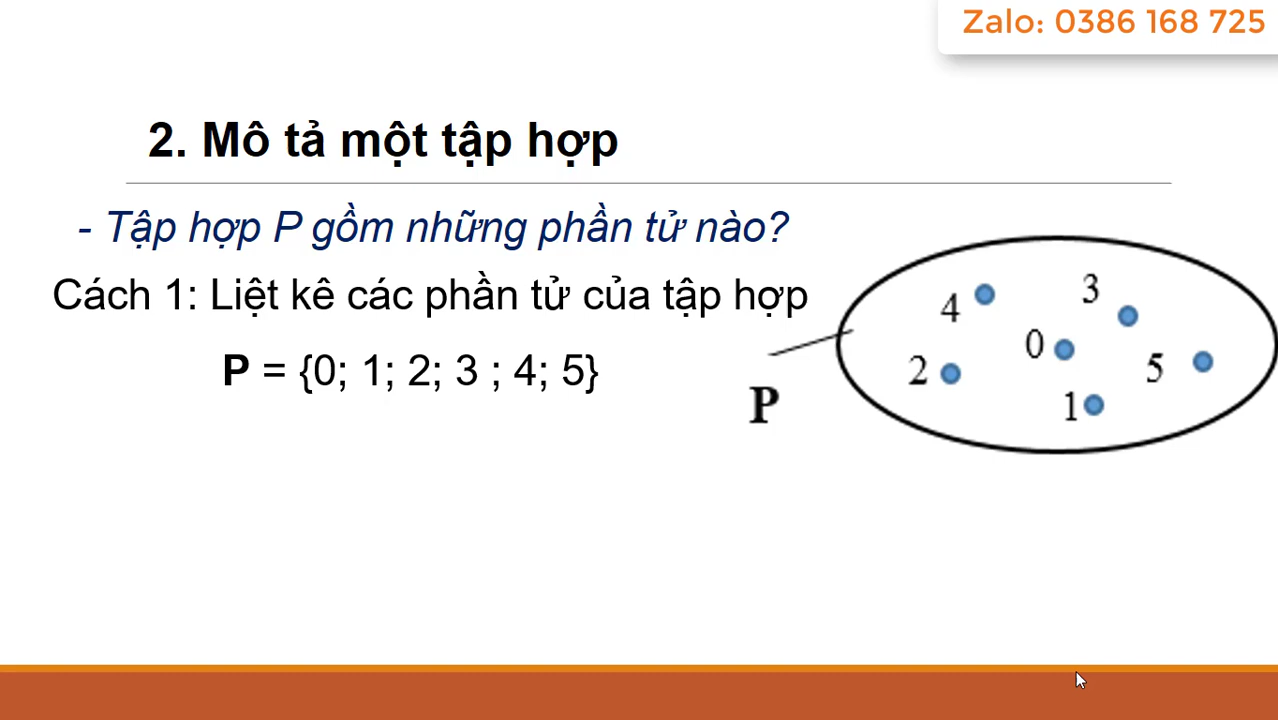 Zalo: 0386 168 725
2. Mô tả một tập hợp
- Tập hợp P gồm những phần tử nào?
Cách 1: Liệt kê các phần tử của tập hợp
P = {0; 1; 2; 3 ; 4; 5}
3
4
0
2
5
1
P